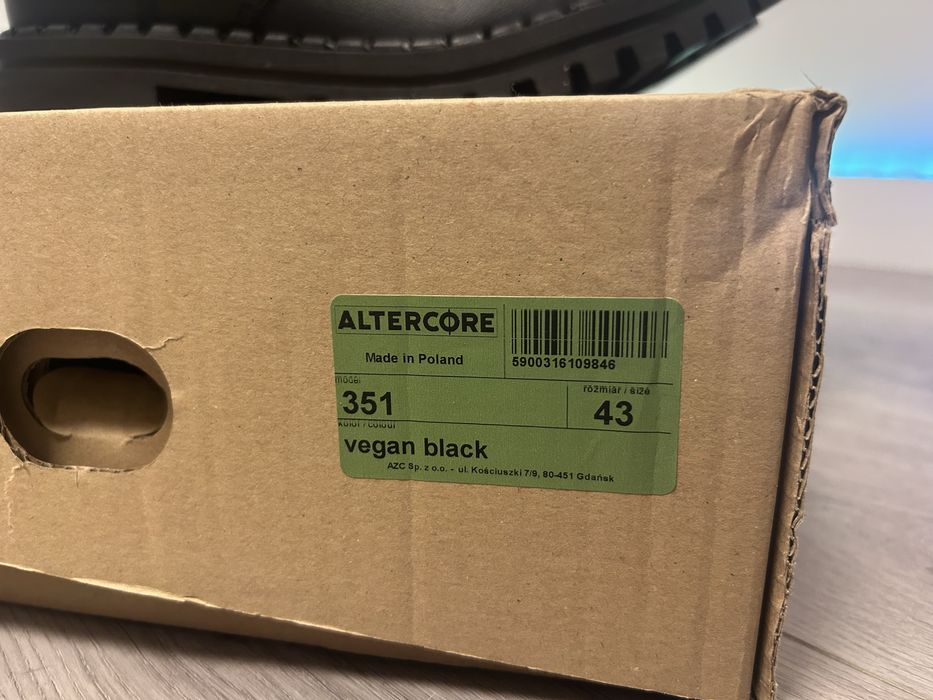 ALTERCORE
Made in Poland
5900316109846
model
351
rozmiar / size
43
kolor / colour
vegan black
AZC Sp. z o.o. - ul. Kościuszki 7/9, 80-451 Gdańsk